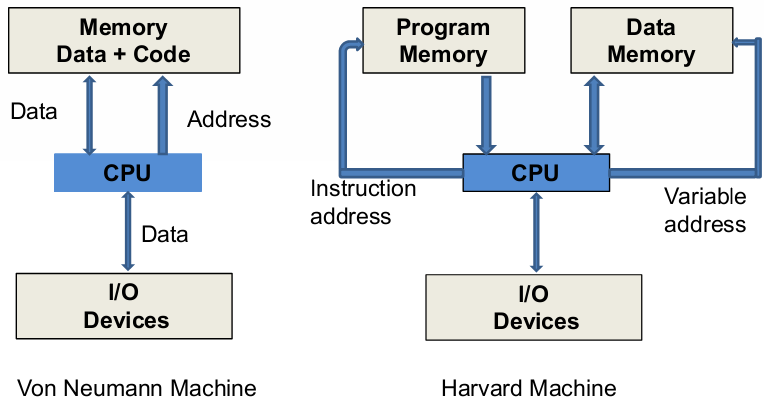 Memory
Data + Code
Data
Address
CPU
Data
I/O
Devices
Von Neumann Machine
Program
Memory
Data
Memory
CPU
Instruction
address
Variable
address
I/O
Devices
Harvard Machine